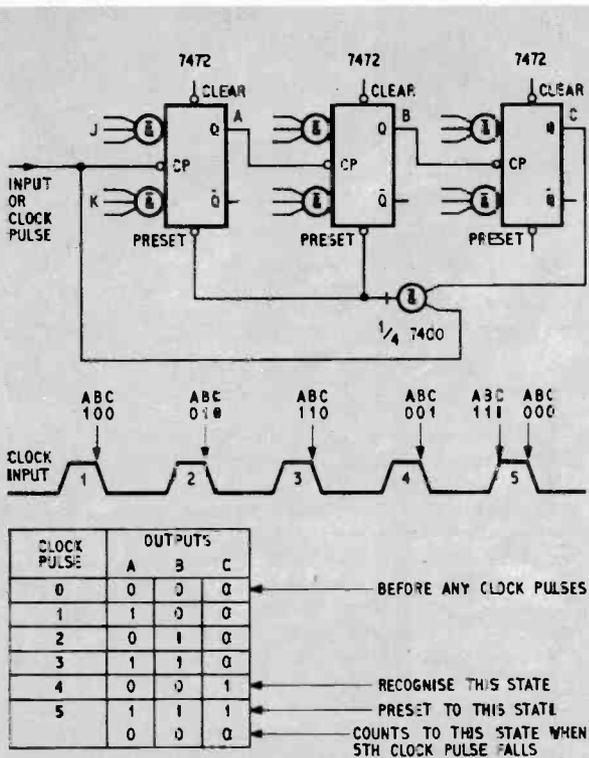 7472 7472 7472
CLEAR CLEAR CLEAR
A B C
J & Q & Q & Q
CP CP CP
INPUT
OR
CLOCK
PULSE
K & Q̄ & Q̄ & Q̄
PRESET PRESET PRESET
&
1/4 7400
ABC ABC ABC ABC ABC ABC
100 010 110 001 111 000
CLOCK
INPUT
1 2 3 4 5
CLOCK
PULSE
OUTPUTS
A B C
0 0 0 0 BEFORE ANY CLOCK PULSES
1 1 0 0
2 0 1 0
3 1 1 0
4 0 0 1 RECOGNISE THIS STATE
5 1 1 1 PRESET TO THIS STATE
0 0 0 COUNTS TO THIS STATE WHEN
5TH CLOCK PULSE FALLS